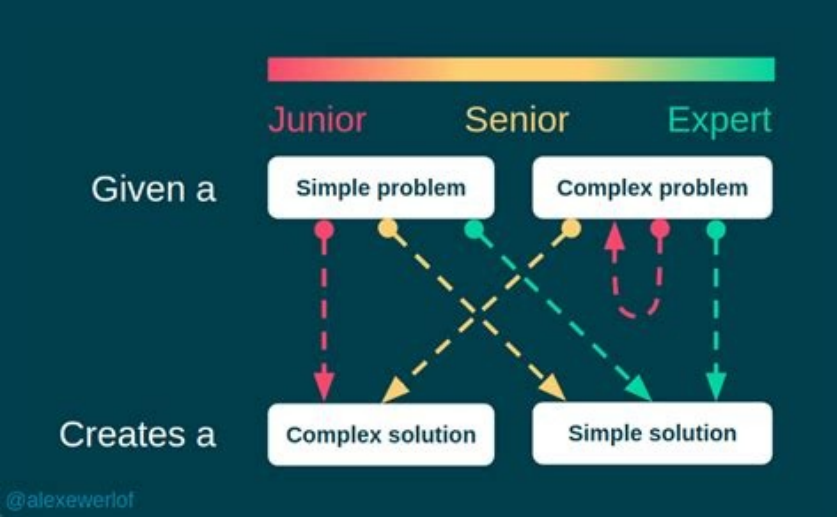 Junior Senior Expert
Given a Simple problem Complex problem
Creates a Complex solution Simple solution
@alexewerlof